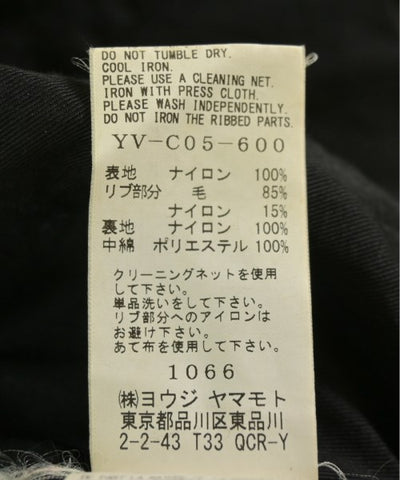 DO NOT TUMBLE DRY.
COOL IRON.
PLEASE USE A CLEANING NET.
IRON WITH PRESS CLOTH.
PLEASE WASH INDEPENDENTLY.
DO NOT IRON THE RIBBED PARTS.
YV-C05-600
表地 ナイロン 100%
リブ部分 毛 85%
ナイロン 15%
裏地 ナイロン 100%
中綿 ポリエステル 100%
クリーニングネットを使用
して下さい。
単品洗いをして下さい。
リブ部分へのアイロンは
お避け下さい。
あて布を使用して下さい。
1066
㈱ヨウジ ヤマモト
東京都品川区東品川
2-2-43 T33 QCR-Y